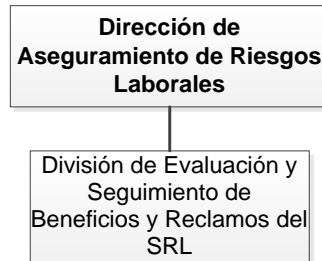 Dirección de
Aseguramiento de Riesgos
Laborales
División de Evaluación y
Seguimiento de
Beneficios y Reclamos del
SRL